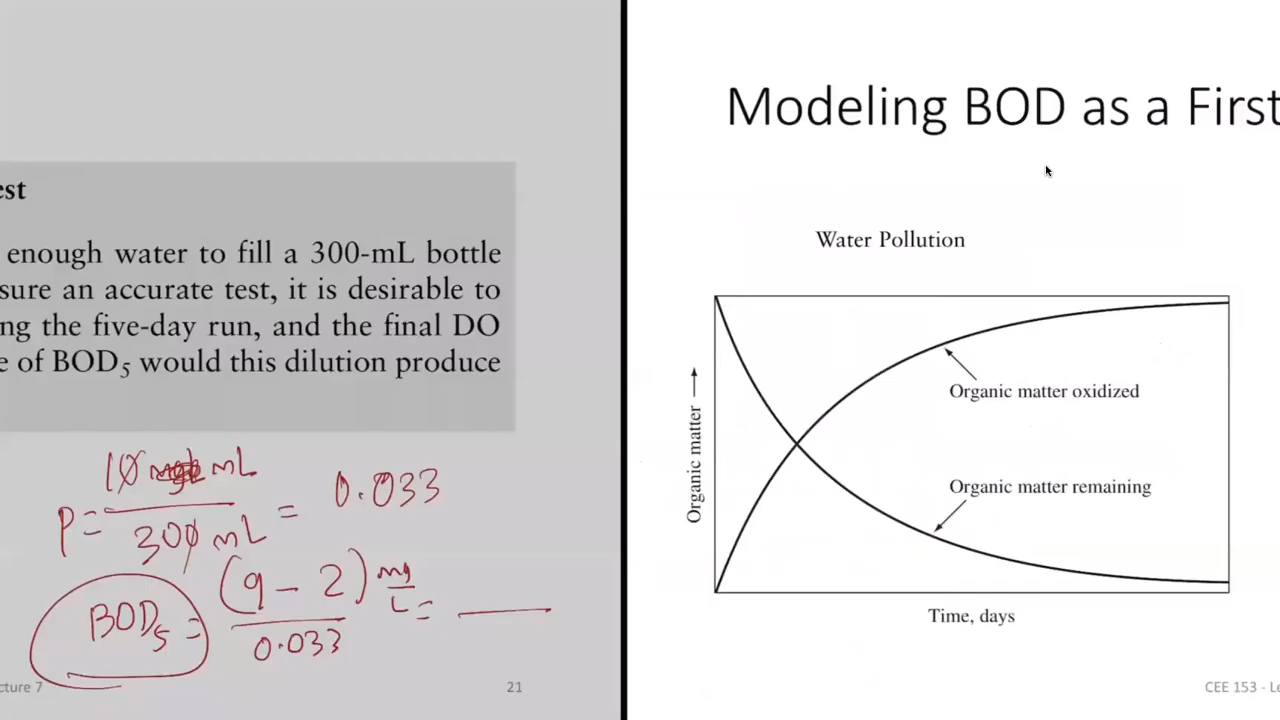 est
enough water to fill a 300-mL bottle
sure an accurate test, it is desirable to
ng the five-day run, and the final DO
e of BOD₅ would this dilution produce
P = 10 mL / 300 mL = 0.033
BOD₅ = (9 - 2) mg/L / 0.033 =
cture 7
21
Modeling BOD as a First
Water Pollution
Organic matter oxidized
Organic matter remaining
Organic matter
Time, days
CEE 153 - Le